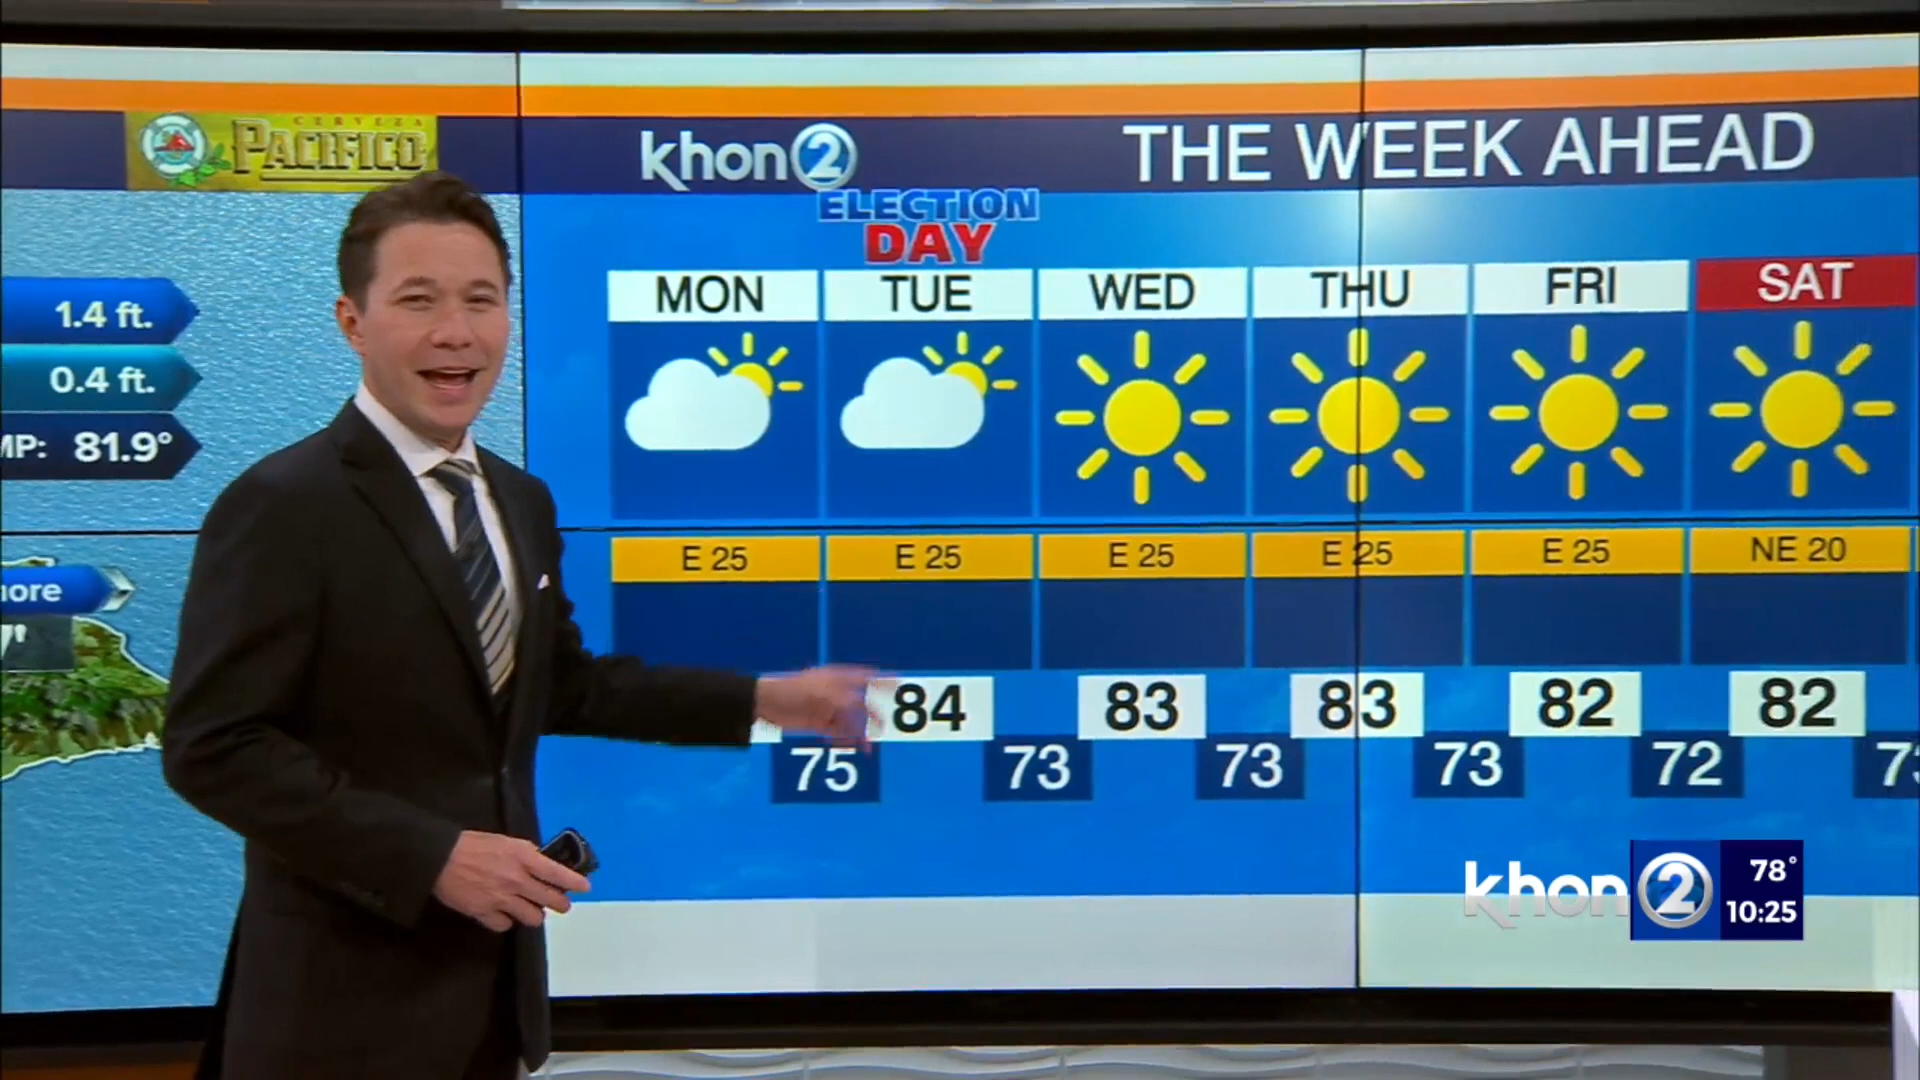 CERVEZA
PACIFICO
khon2
THE WEEK AHEAD
ELECTION
DAY
1.4 ft.
0.4 ft.
81.9°
MON TUE WED THU FRI SAT
E 25 E 25 E 25 E 25 E 25 NE 20
84 83 83 82 82
75 73 73 73 72
khon 2 78°
10:25